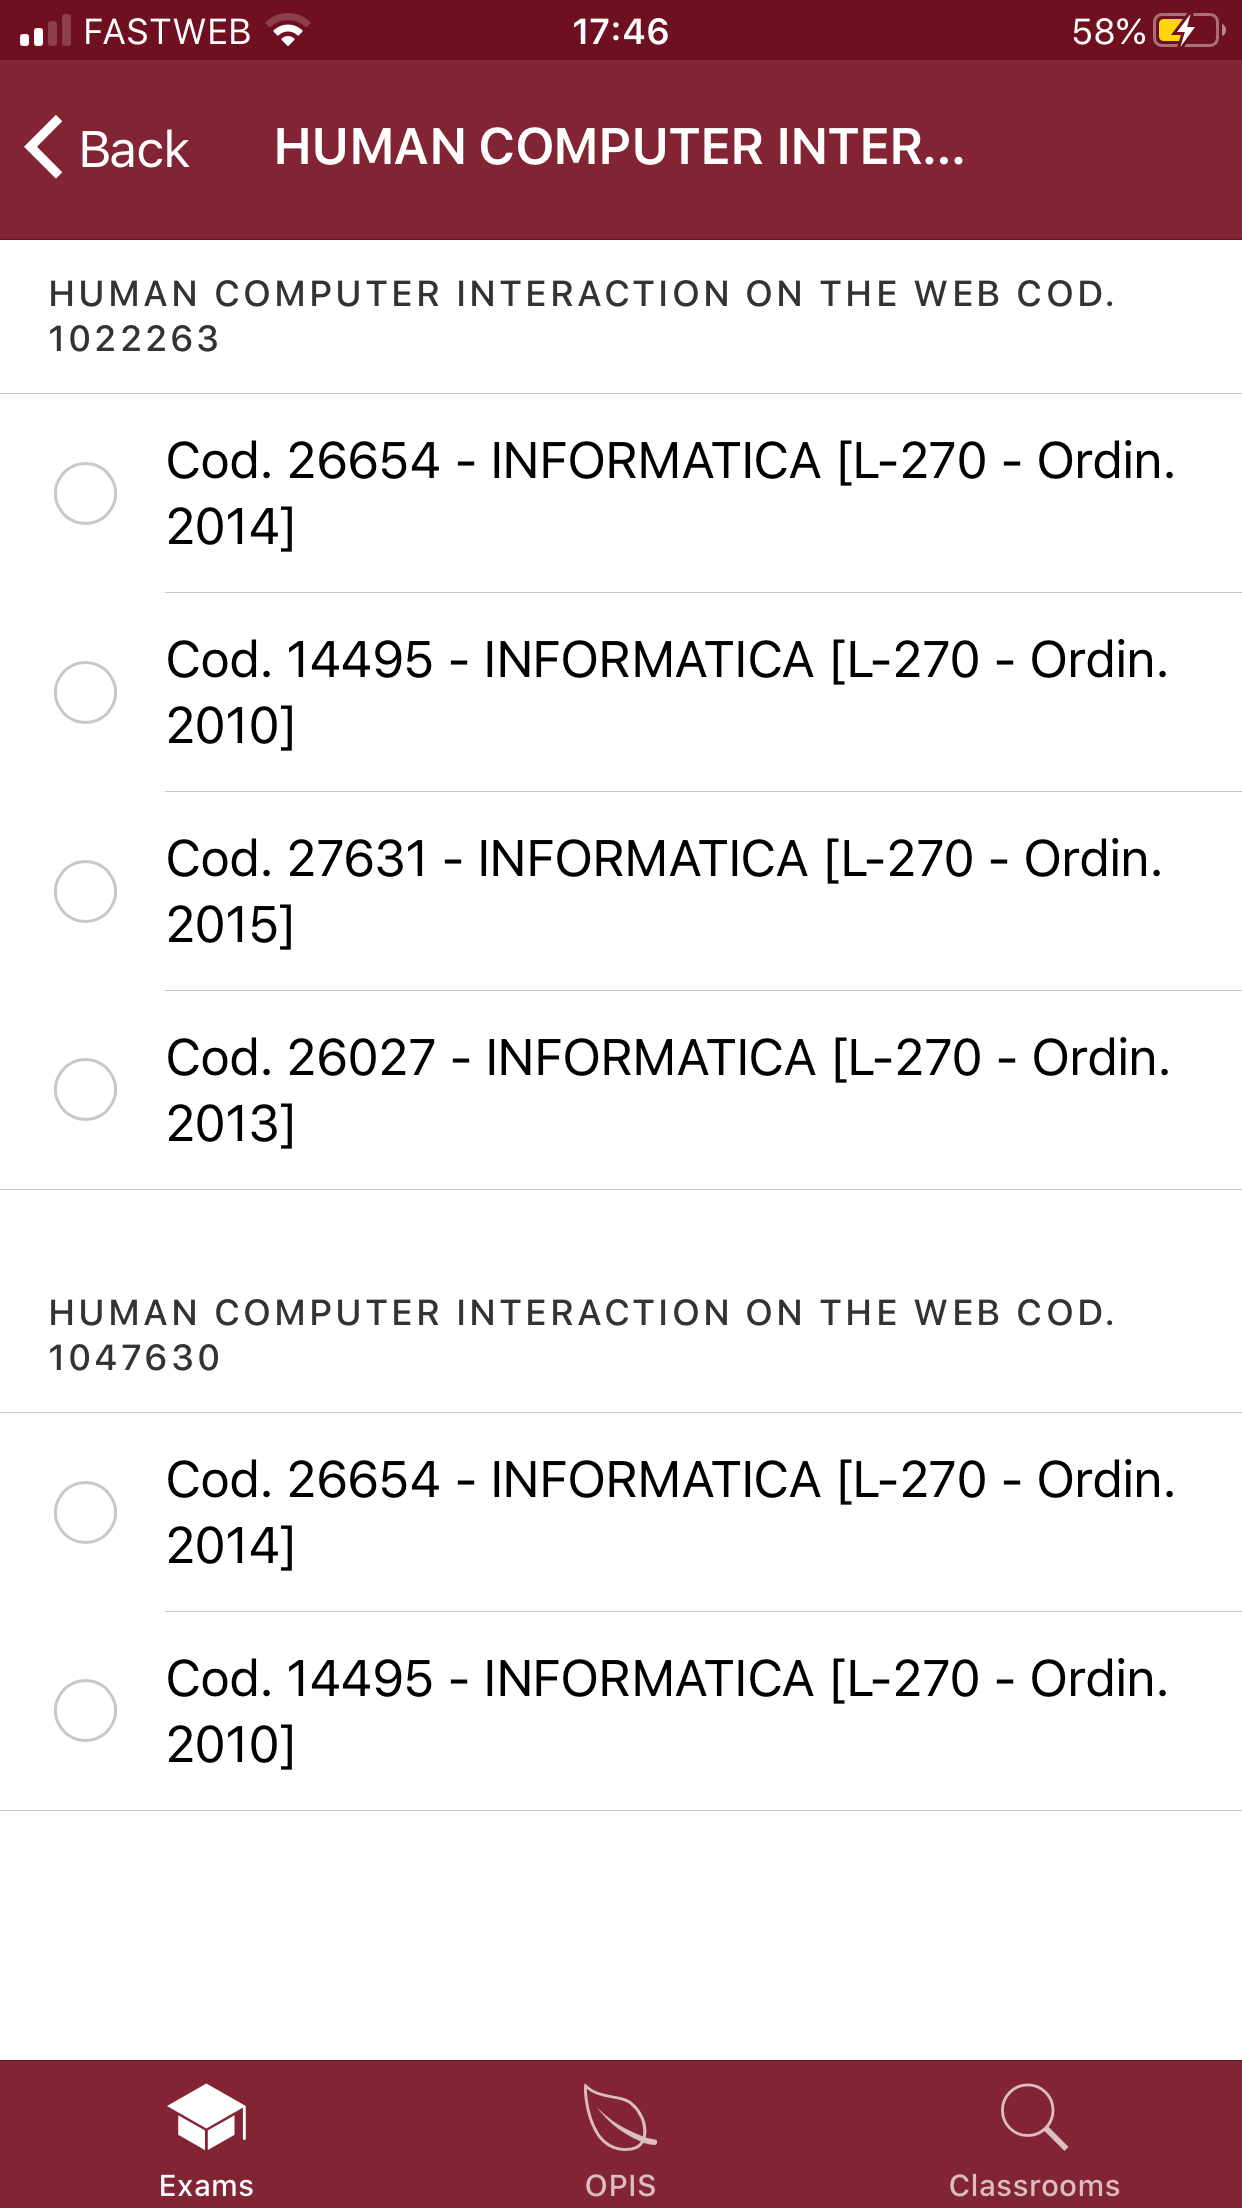 FASTWEB 17:46 58%
Back HUMAN COMPUTER INTER...
HUMAN COMPUTER INTERACTION ON THE WEB COD.
1022263
Cod. 26654 - INFORMATICA [L-270 - Ordin.
2014]
Cod. 14495 - INFORMATICA [L-270 - Ordin.
2010]
Cod. 27631 - INFORMATICA [L-270 - Ordin.
2015]
Cod. 26027 - INFORMATICA [L-270 - Ordin.
2013]
HUMAN COMPUTER INTERACTION ON THE WEB COD.
1047630
Cod. 26654 - INFORMATICA [L-270 - Ordin.
2014]
Cod. 14495 - INFORMATICA [L-270 - Ordin.
2010]
Exams OPIS Classrooms